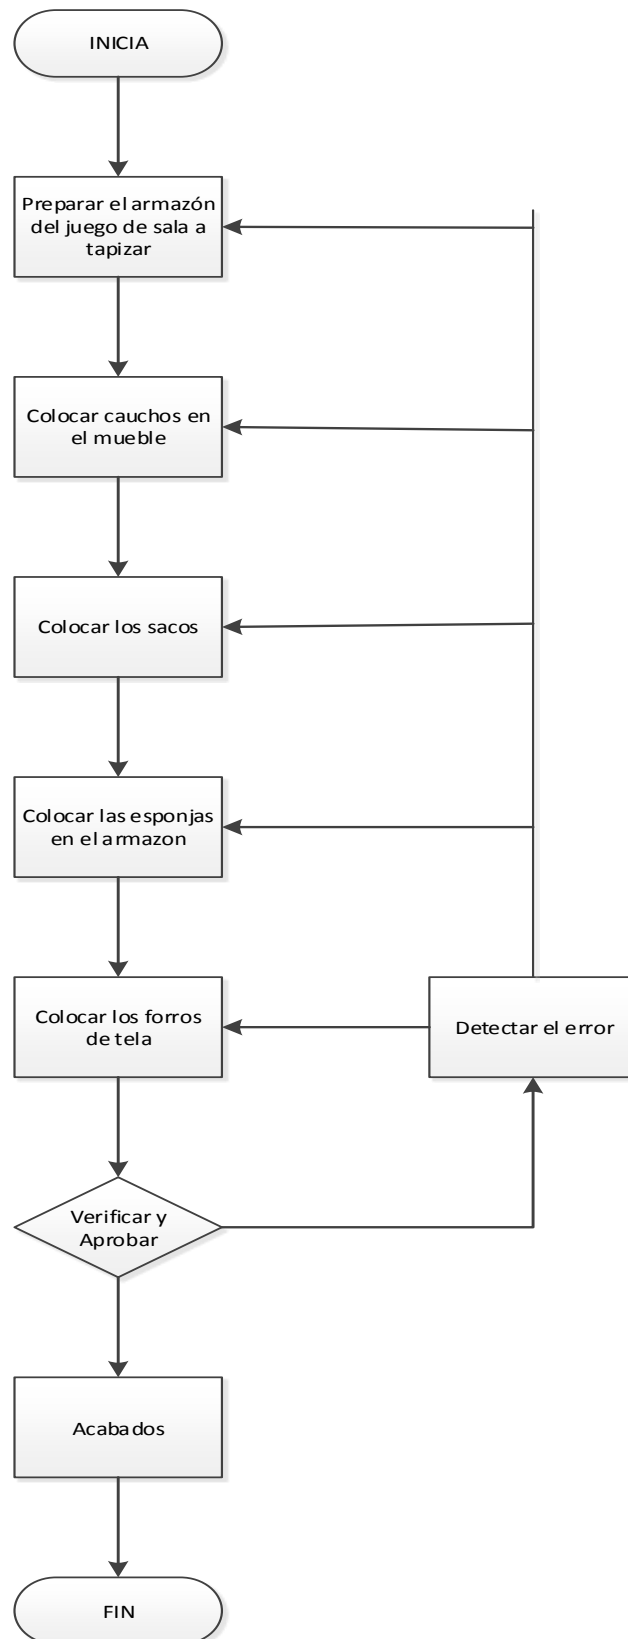 INICIA
Preparar el armazón
del juego de sala a
tapizar
Colocar cauchos en
el mueble
Colocar los sacos
Colocar las esponjas
en el armazon
Colocar los forros
de tela
Detectar el error
Verificar y
Aprobar
Acabados
FIN